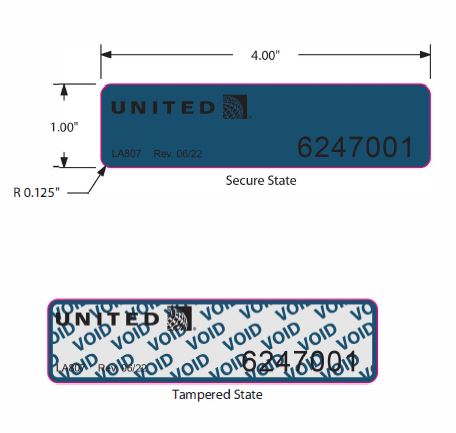 4.00"
UNITED
1.00"
LA807 Rev. 06/22
6247001
R 0.125"
Secure State
VOID VOID VOID VOID VOID VOID
UNITED
VOID VOID VOID VOID VOID VOID
LA807 Rev. 06/22
6247001
VOID VOID VOID VOID VOID VOID
Tampered State